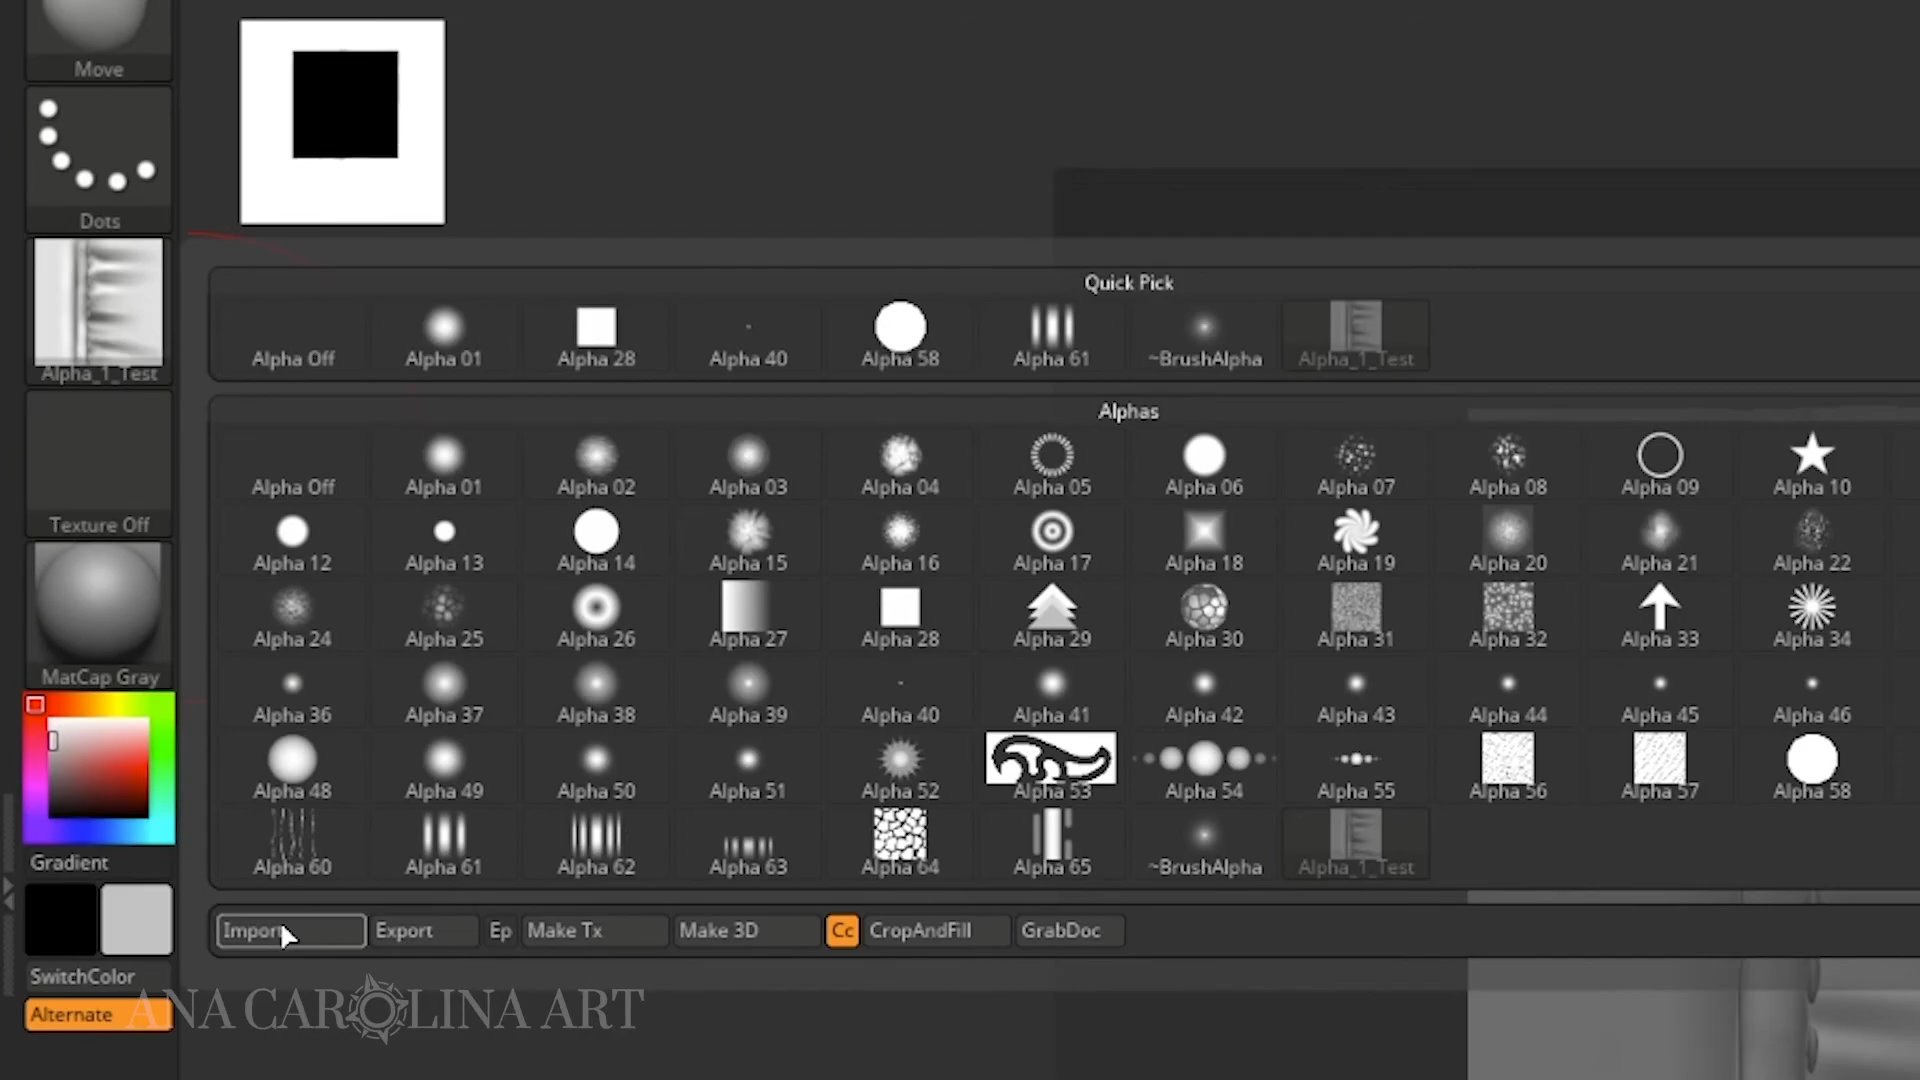 Move
Dots
Alpha_1_Test
Texture Off
MatCap Gray
Gradient
SwitchColor
Alternate
Quick Pick
Alpha Off Alpha 01 Alpha 28 Alpha 40 Alpha 58 Alpha 61 ~BrushAlpha Alpha_1_Test
Alphas
Alpha Off Alpha 01 Alpha 02 Alpha 03 Alpha 04 Alpha 05 Alpha 06 Alpha 07 Alpha 08 Alpha 09 Alpha 10
Alpha 12 Alpha 13 Alpha 14 Alpha 15 Alpha 16 Alpha 17 Alpha 18 Alpha 19 Alpha 20 Alpha 21 Alpha 22
Alpha 24 Alpha 25 Alpha 26 Alpha 27 Alpha 28 Alpha 29 Alpha 30 Alpha 31 Alpha 32 Alpha 33 Alpha 34
Alpha 36 Alpha 37 Alpha 38 Alpha 39 Alpha 40 Alpha 41 Alpha 42 Alpha 43 Alpha 44 Alpha 45 Alpha 46
Alpha 48 Alpha 49 Alpha 50 Alpha 51 Alpha 52 Alpha 53 Alpha 54 Alpha 55 Alpha 56 Alpha 57 Alpha 58
Alpha 60 Alpha 61 Alpha 62 Alpha 63 Alpha 64 Alpha 65 ~BrushAlpha Alpha_1_Test
Import Export Ep Make Tx Make 3D Cc CropAndFill GrabDoc
ANA CAROLINA ART